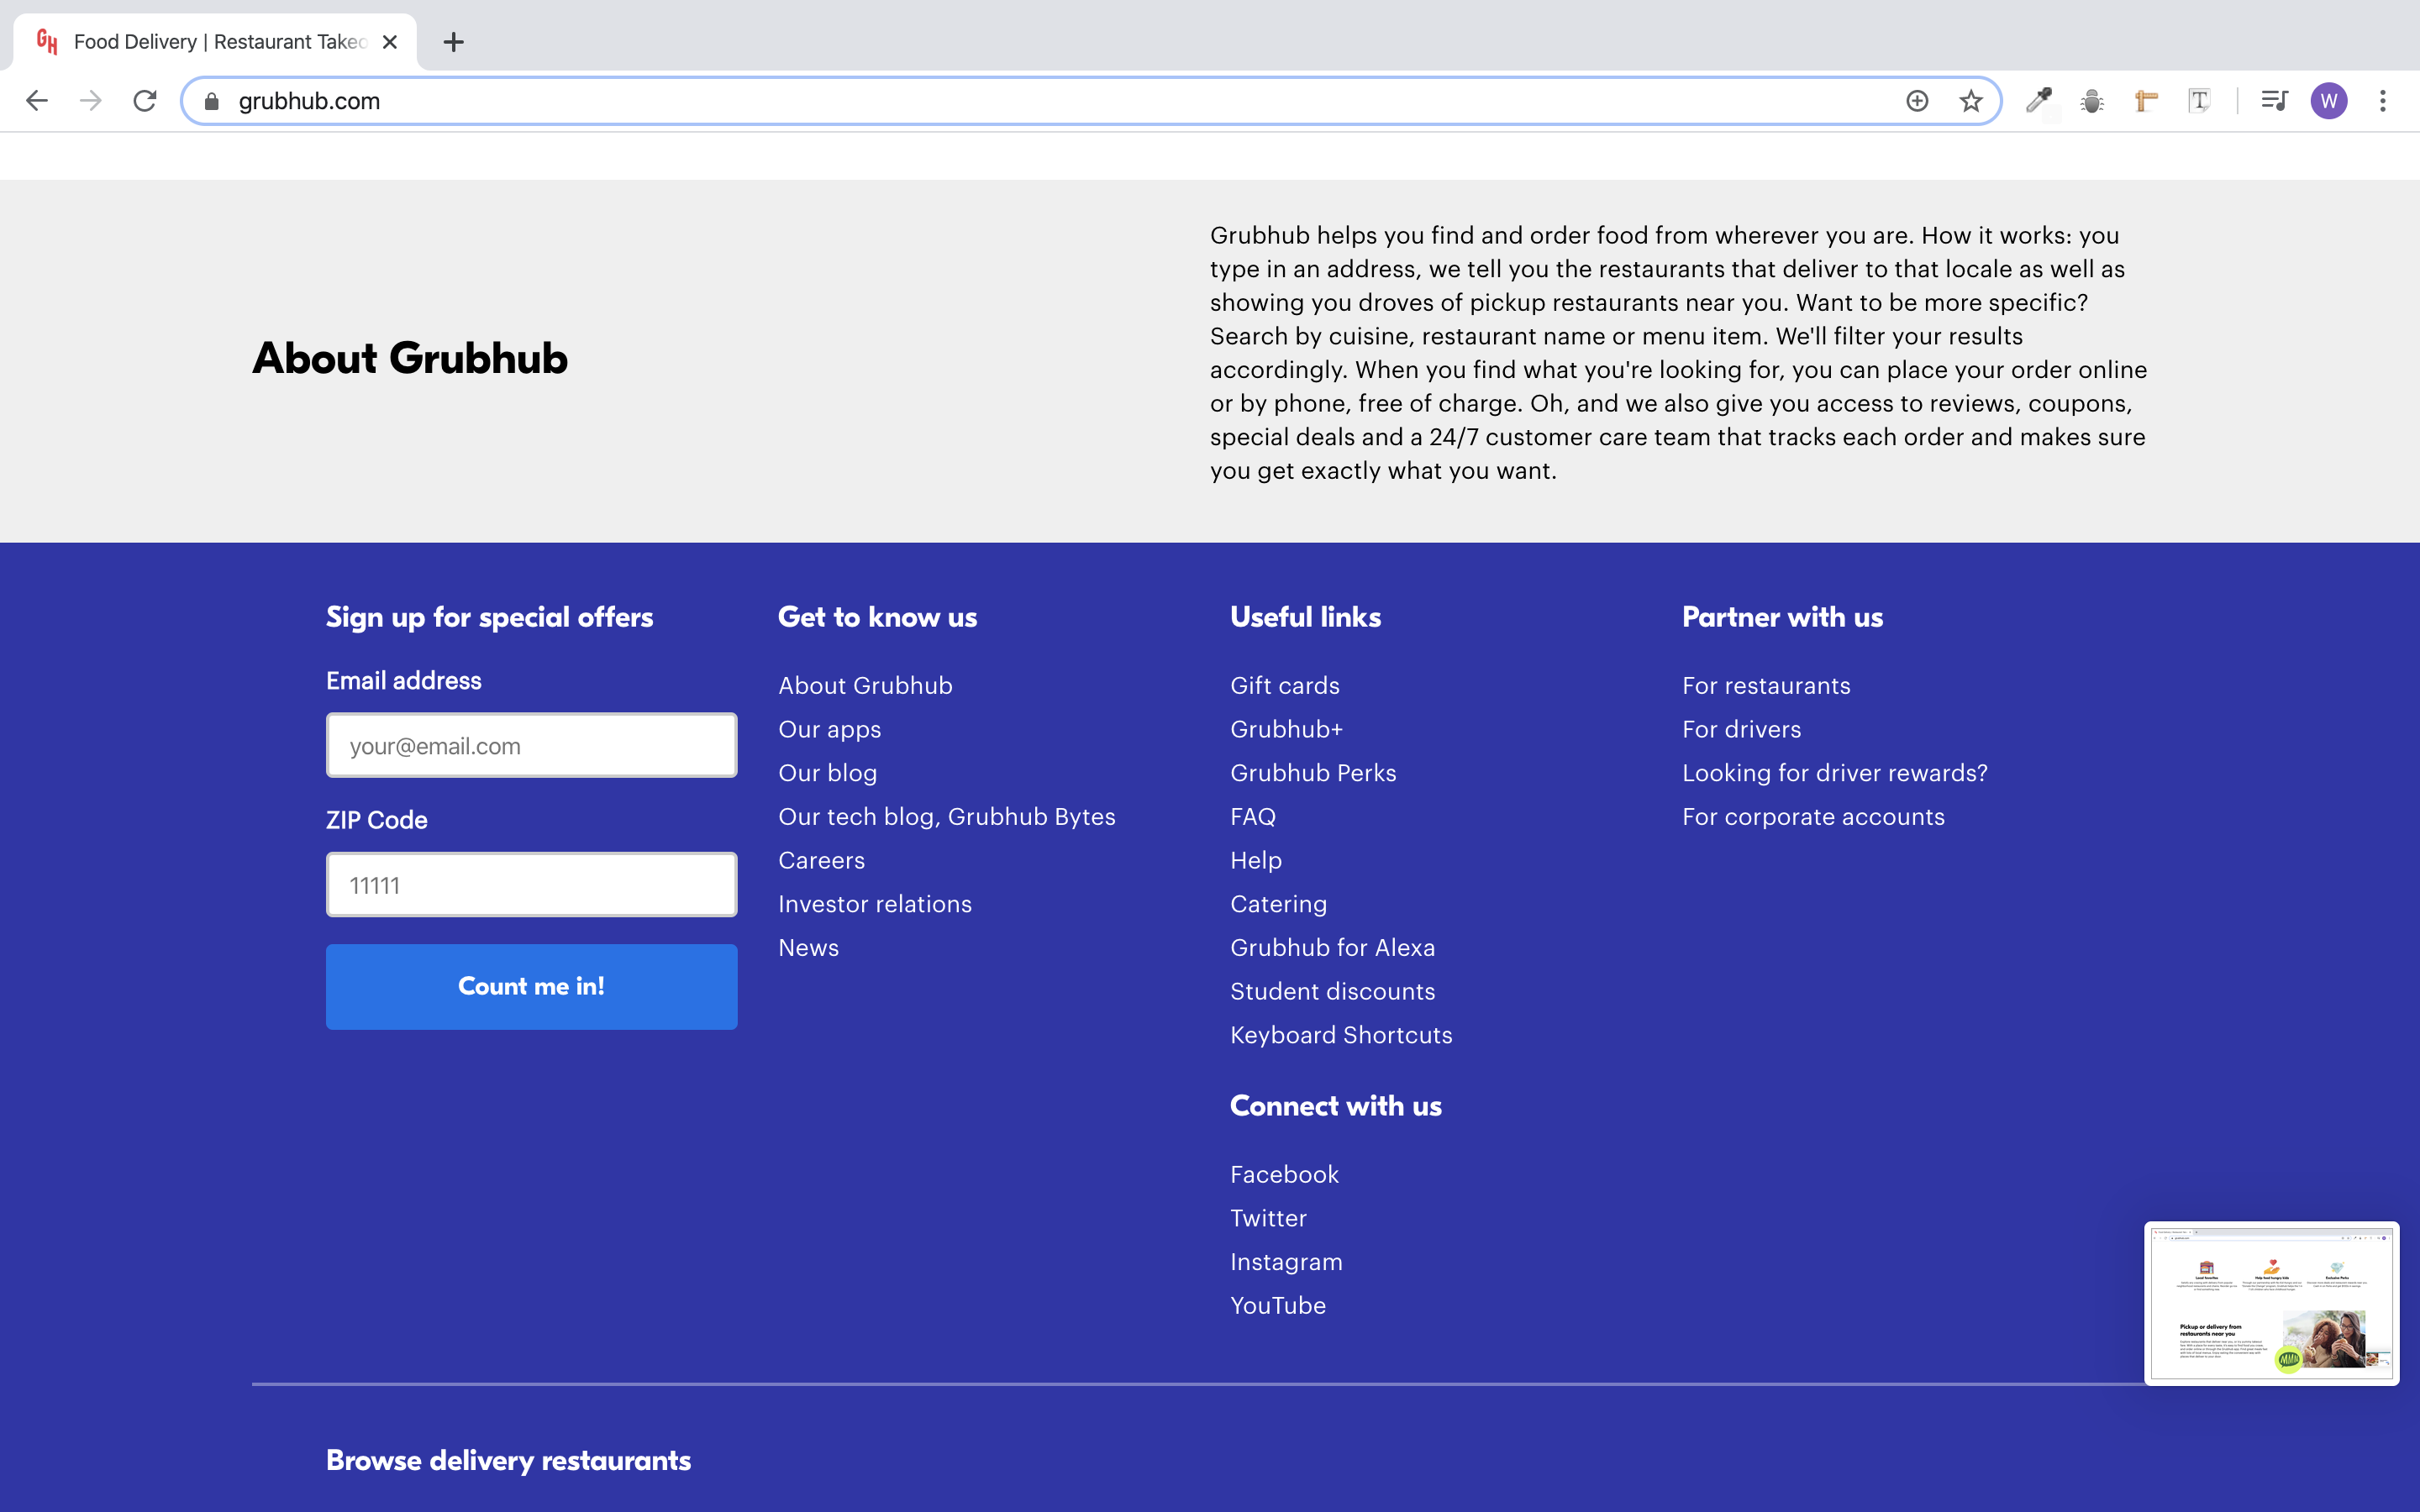 Food Delivery | Restaurant Takeo
grubhub.com
W
About Grubhub
Grubhub helps you find and order food from wherever you are. How it works: you
type in an address, we tell you the restaurants that deliver to that locale as well as
showing you droves of pickup restaurants near you. Want to be more specific?
Search by cuisine, restaurant name or menu item. We'll filter your results
accordingly. When you find what you're looking for, you can place your order online
or by phone, free of charge. Oh, and we also give you access to reviews, coupons,
special deals and a 24/7 customer care team that tracks each order and makes sure
you get exactly what you want.
Sign up for special offers
Email address
your@email.com
ZIP Code
11111
Count me in!
Get to know us
About Grubhub
Our apps
Our blog
Our tech blog, Grubhub Bytes
Careers
Investor relations
News
Useful links
Gift cards
Grubhub+
Grubhub Perks
FAQ
Help
Catering
Grubhub for Alexa
Student discounts
Keyboard Shortcuts
Connect with us
Facebook
Twitter
Instagram
YouTube
Partner with us
For restaurants
For drivers
Looking for driver rewards?
For corporate accounts
Pickup or delivery from
restaurants near you
Browse delivery restaurants